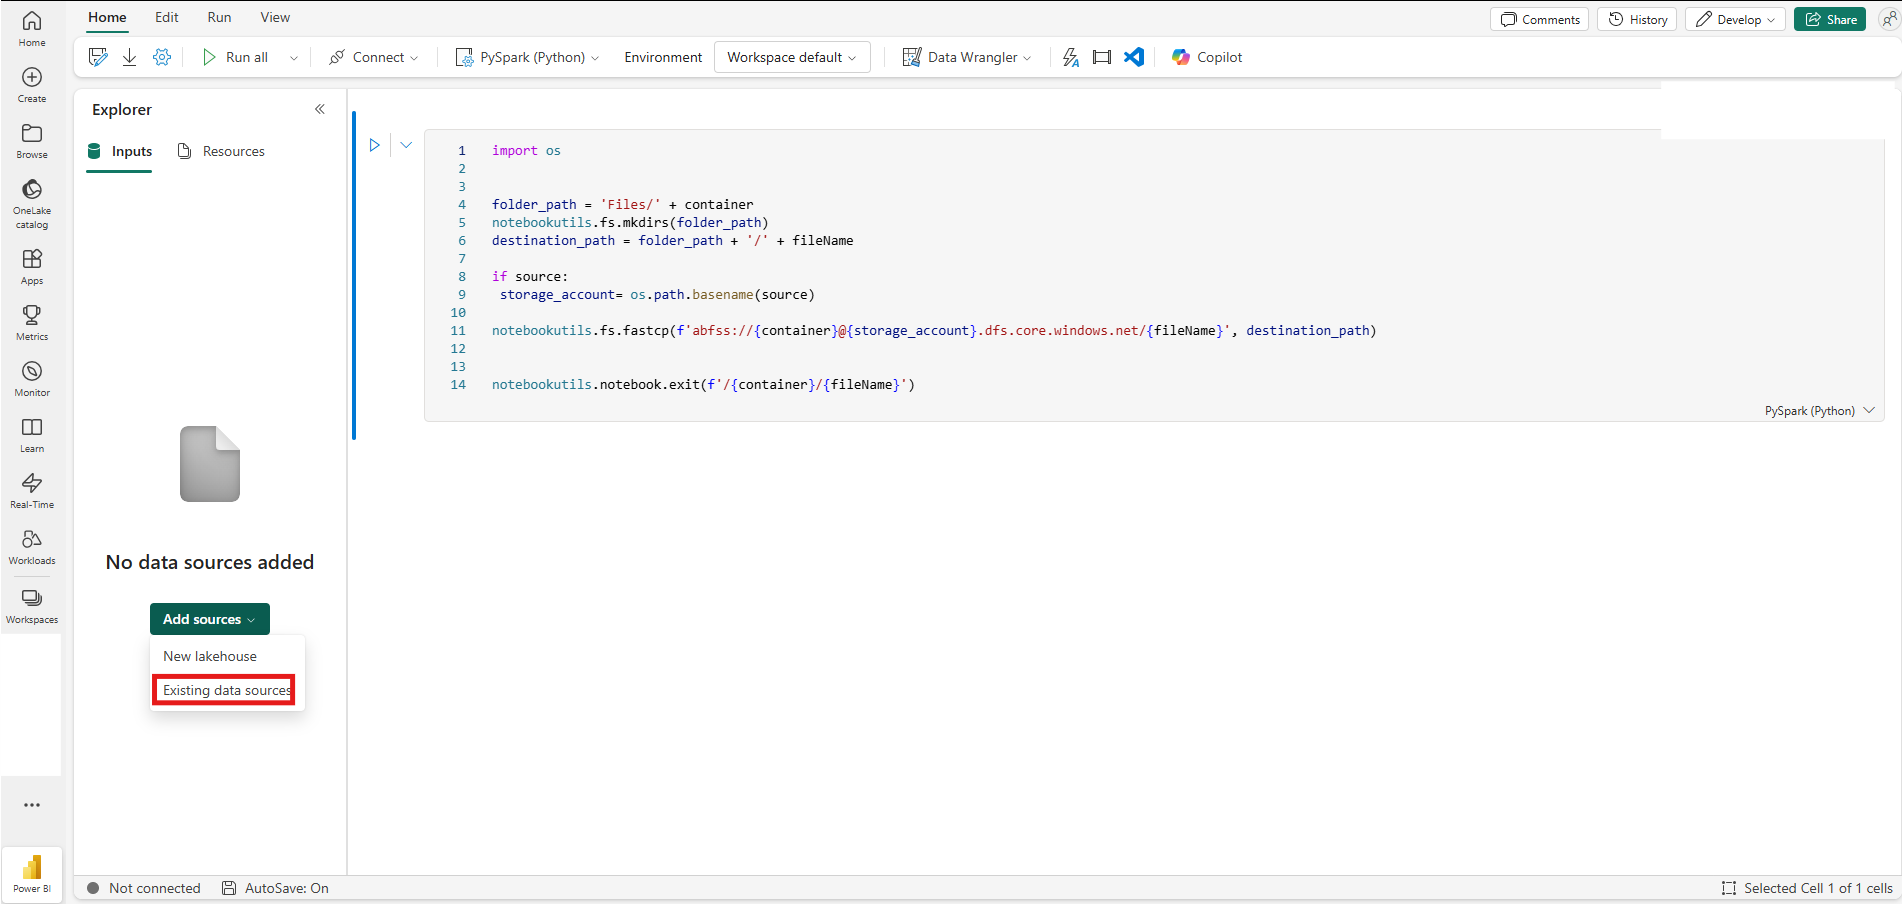 Home Edit Run View
Comments History Develop Share
Run all Connect PySpark (Python) Environment Workspace default Data Wrangler Copilot
Home
Create
Browse
OneLake
catalog
Apps
Metrics
Monitor
Learn
Real-Time
Workloads
Workspaces
Power BI
Explorer
Inputs Resources
No data sources added
Add sources
New lakehouse
Existing data sources
1 import os
2
3
4 folder_path = 'Files/' + container
5 notebookutils.fs.mkdirs(folder_path)
6 destination_path = folder_path + '/' + fileName
7
8 if source:
9  storage_account= os.path.basename(source)
10
11 notebookutils.fs.fastcp(f'abfss://{container}@{storage_account}.dfs.core.windows.net/{fileName}', destination_path)
12
13
14 notebookutils.notebook.exit(f'/{container}/{fileName}')
PySpark (Python)
Not connected AutoSave: On
Selected Cell 1 of 1 cells